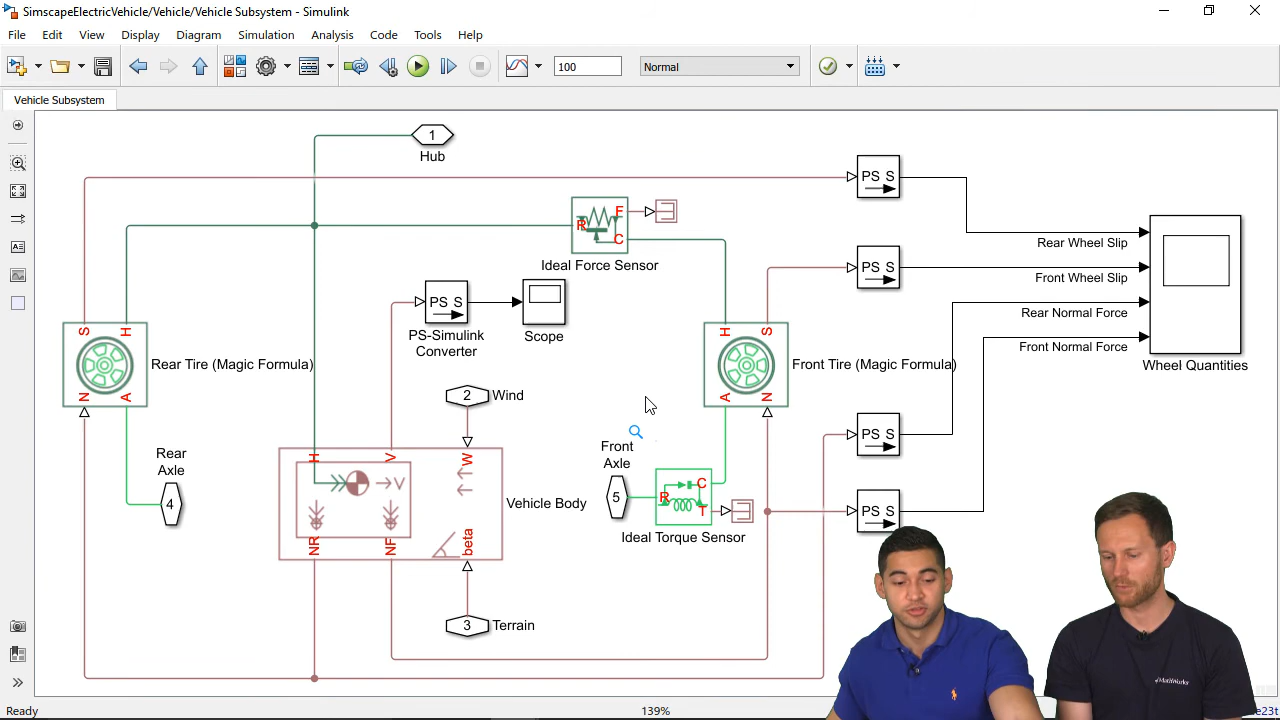 SimscapeElectricVehicle/Vehicle/Vehicle Subsystem - Simulink
File Edit View Display Diagram Simulation Analysis Code Tools Help
100
Normal
Vehicle Subsystem
1
Hub
PS S
F
R
C
Ideal Force Sensor
Rear Wheel Slip
PS S
Front Wheel Slip
PS S
PS-Simulink
Converter
Scope
Rear Normal Force
Front Normal Force
Wheel Quantities
S H
Rear Tire (Magic Formula)
N A
H S
Front Tire (Magic Formula)
A N
2
Wind
PS S
Rear
Axle
4
H V W
V
Vehicle Body
NR NF beta
Front
Axle
5
R C
T
Ideal Torque Sensor
PS S
3
Terrain
MathWorks
Ready
139%
e23t